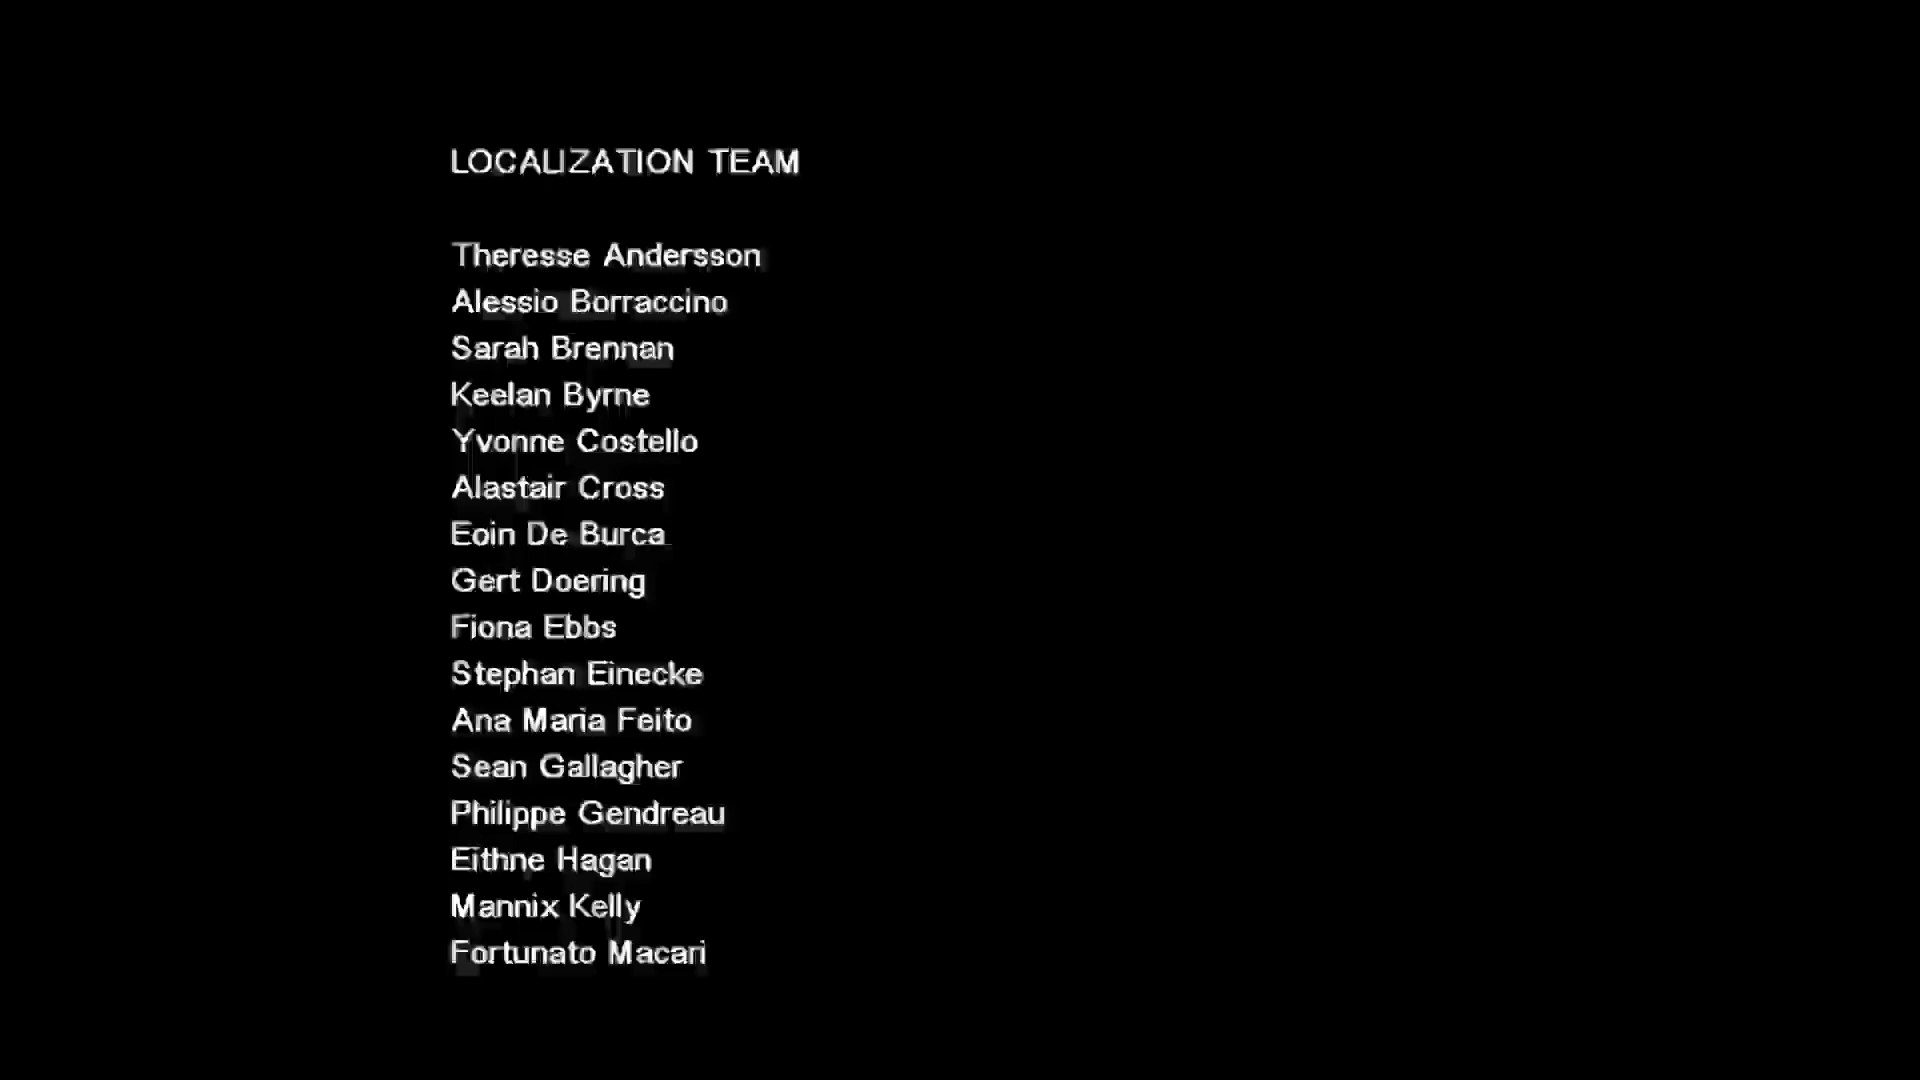 LOCALIZATION TEAM
Theresse Andersson
Alessio Borraccino
Sarah Brennan
Keelan Byrne
Yvonne Costello
Alastair Cross
Eoin De Burca
Gert Doering
Fiona Ebbs
Stephan Einecke
Ana Maria Feito
Sean Gallagher
Philippe Gendreau
Eithne Hagan
Mannix Kelly
Fortunato Macari